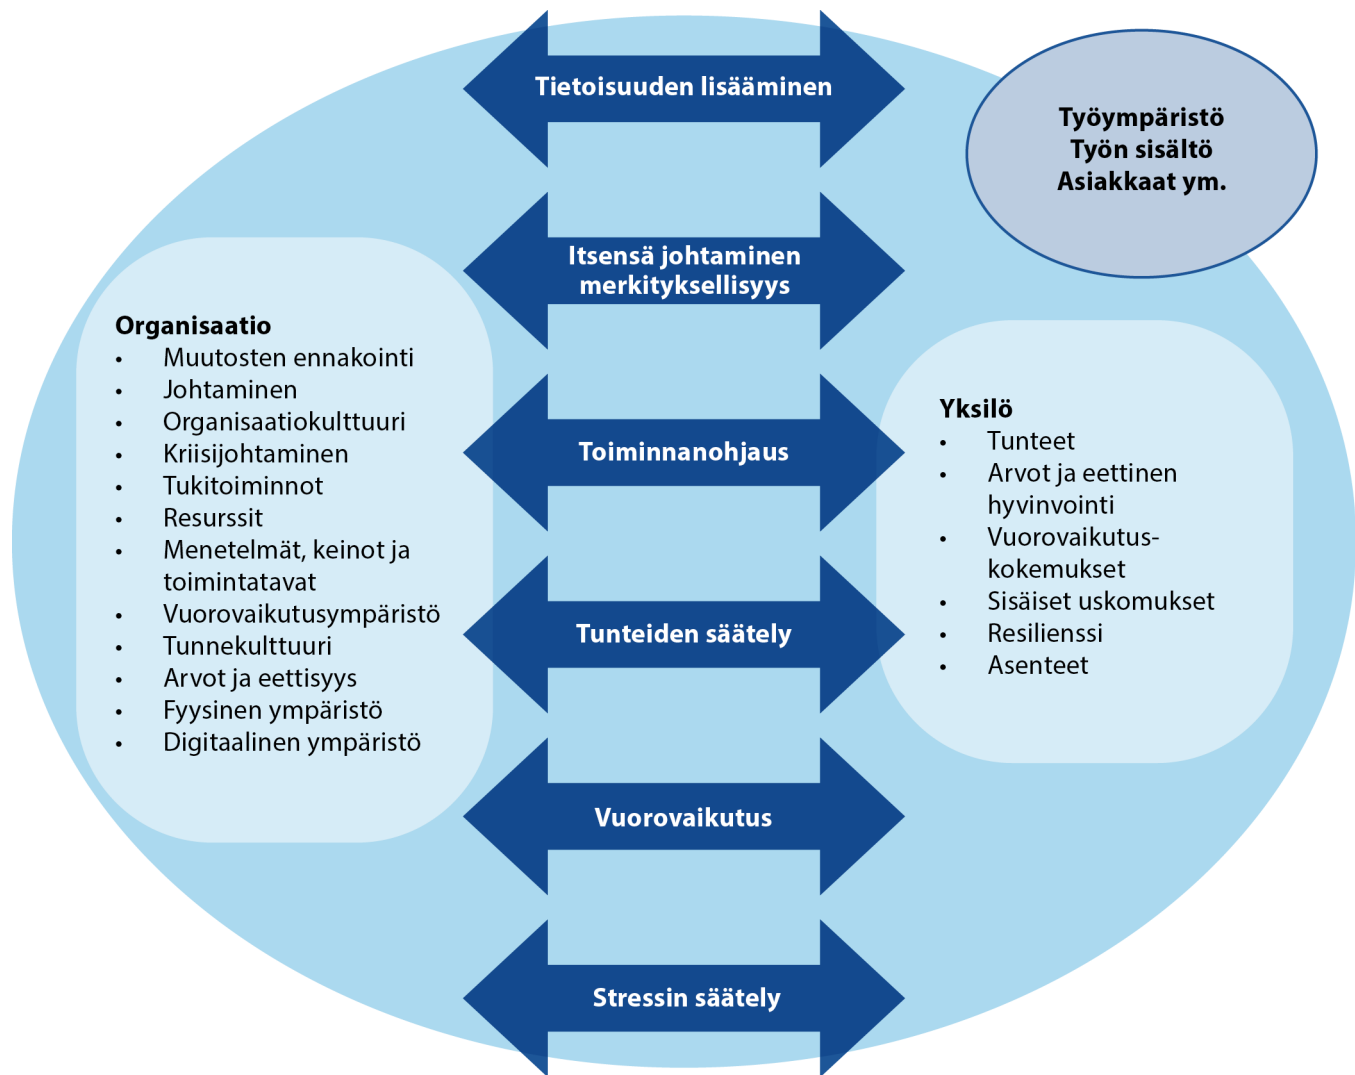 Tietoisuuden lisääminen
Työympäristö
Työn sisältö
Asiakkaat ym.
Itsensä johtaminen
merkityksellisyys
Organisaatio
• Muutosten ennakointi
• Johtaminen
• Organisaatiokulttuuri
• Kriisijohtaminen
• Tukitoiminnot
• Resurssit
• Menetelmät, keinot ja
toimintatavat
• Vuorovaikutusympäristö
• Tunnekulttuuri
• Arvot ja eettisyys
• Fyysinen ympäristö
• Digitaalinen ympäristö
Toiminnanohjaus
Tunteiden säätely
Vuorovaikutus
Stressin säätely
Yksilö
• Tunteet
• Arvot ja eettinen
hyvinvointi
• Vuorovaikutus-
kokemukset
• Sisäiset uskomukset
• Resilienssi
• Asenteet